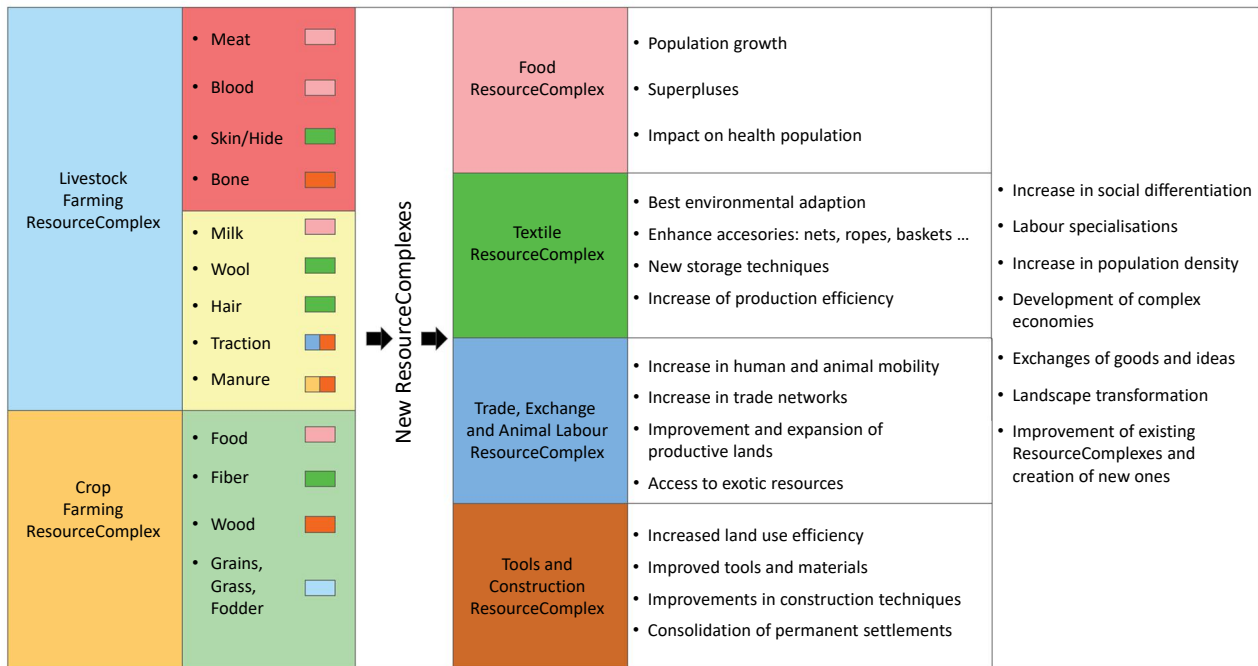 Livestock
Farming
ResourceComplex
• Meat
• Blood
• Skin/Hide
• Bone
• Milk
• Wool
• Hair
• Traction
• Manure
Crop
Farming
ResourceComplex
• Food
• Fiber
• Wood
• Grains,
Grass,
Fodder
New ResourceComplexes
Food
ResourceComplex
• Population growth
• Superpluses
• Impact on health population
Textile
ResourceComplex
• Best environmental adaption
• Enhance accesories: nets, ropes, baskets ...
• New storage techniques
• Increase of production efficiency
Trade, Exchange
and Animal Labour
ResourceComplex
• Increase in human and animal mobility
• Increase in trade networks
• Improvement and expansion of
productive lands
• Access to exotic resources
Tools and
Construction
ResourceComplex
• Increased land use efficiency
• Improved tools and materials
• Improvements in construction techniques
• Consolidation of permanent settlements
• Increase in social differentiation
• Labour specialisations
• Increase in population density
• Development of complex
economies
• Exchanges of goods and ideas
• Landscape transformation
• Improvement of existing
ResourceComplexes and
creation of new ones